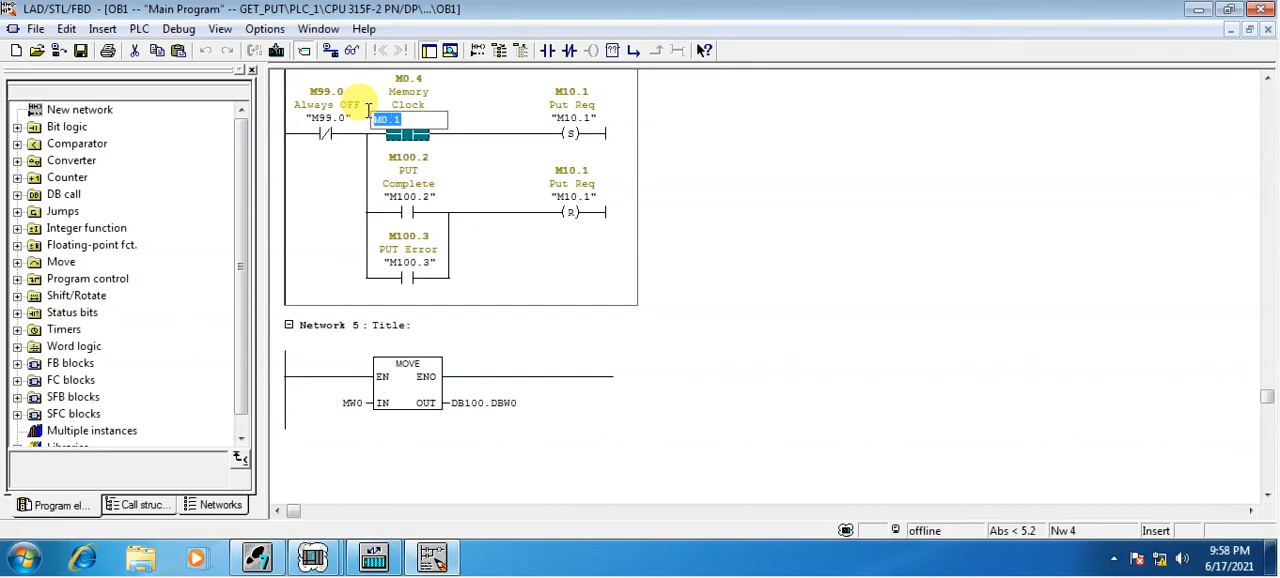 LAD/STL/FBD - [OB1 -- "Main Program" -- GET_PUT\PLC_1\CPU 315F-2 PN/DP\...\OB1]
File Edit Insert PLC Debug View Options Window Help
New network
Bit logic
Comparator
Converter
Counter
DB call
Jumps
Integer function
Floating-point fct.
Move
Program control
Shift/Rotate
Status bits
Timers
Word logic
FB blocks
FC blocks
SFB blocks
SFC blocks
Multiple instances
Program el... Call struc... Networks
M0.4
M99.0 Memory M10.1
Always OFF Clock Put Req
"M99.0" M0.1 "M10.1"
S
M100.2
PUT M10.1
Complete Put Req
"M100.2" "M10.1"
R
M100.3
PUT Error
"M100.3"
Network 5 : Title:
MOVE
EN ENO
MW0 IN OUT DB100.DBW0
offline Abs < 5.2 Nw 4 Insert
9:58 PM
6/17/2021